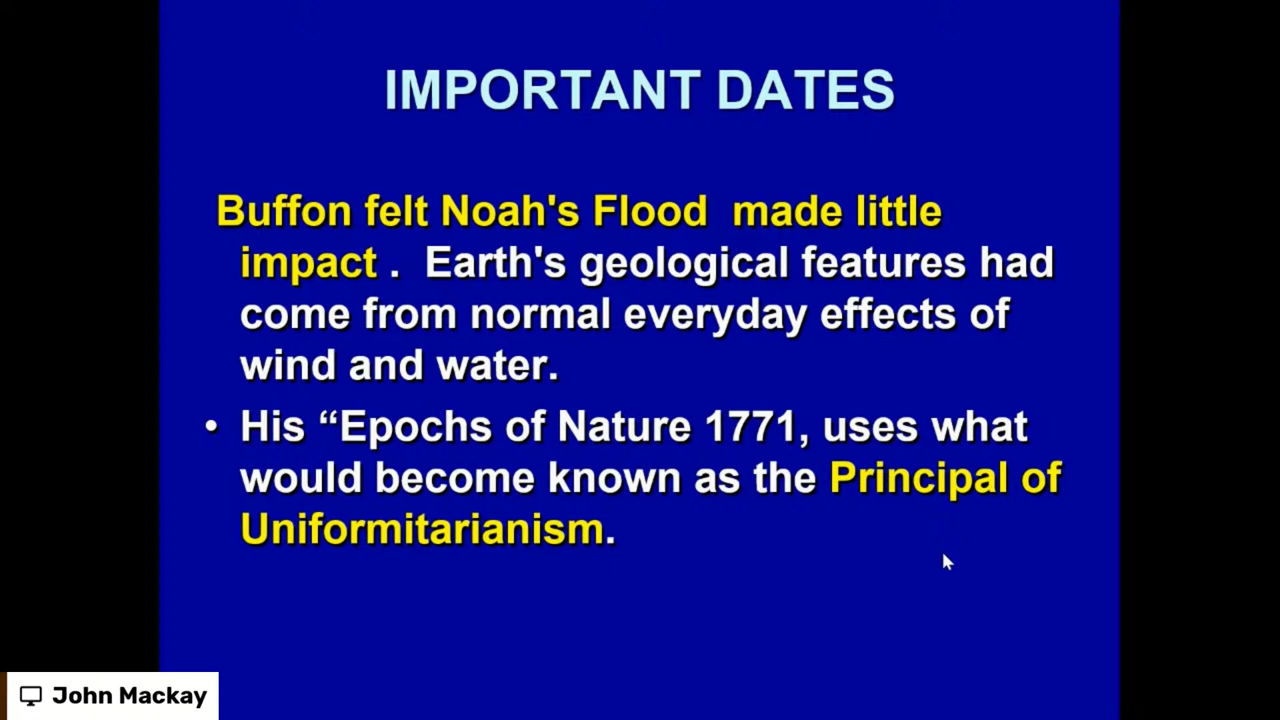 IMPORTANT DATES
Buffon felt Noah's Flood  made little
impact .  Earth's geological features had
come from normal everyday effects of
wind and water.
• His “Epochs of Nature 1771, uses what
would become known as the Principal of
Uniformitarianism.
John Mackay